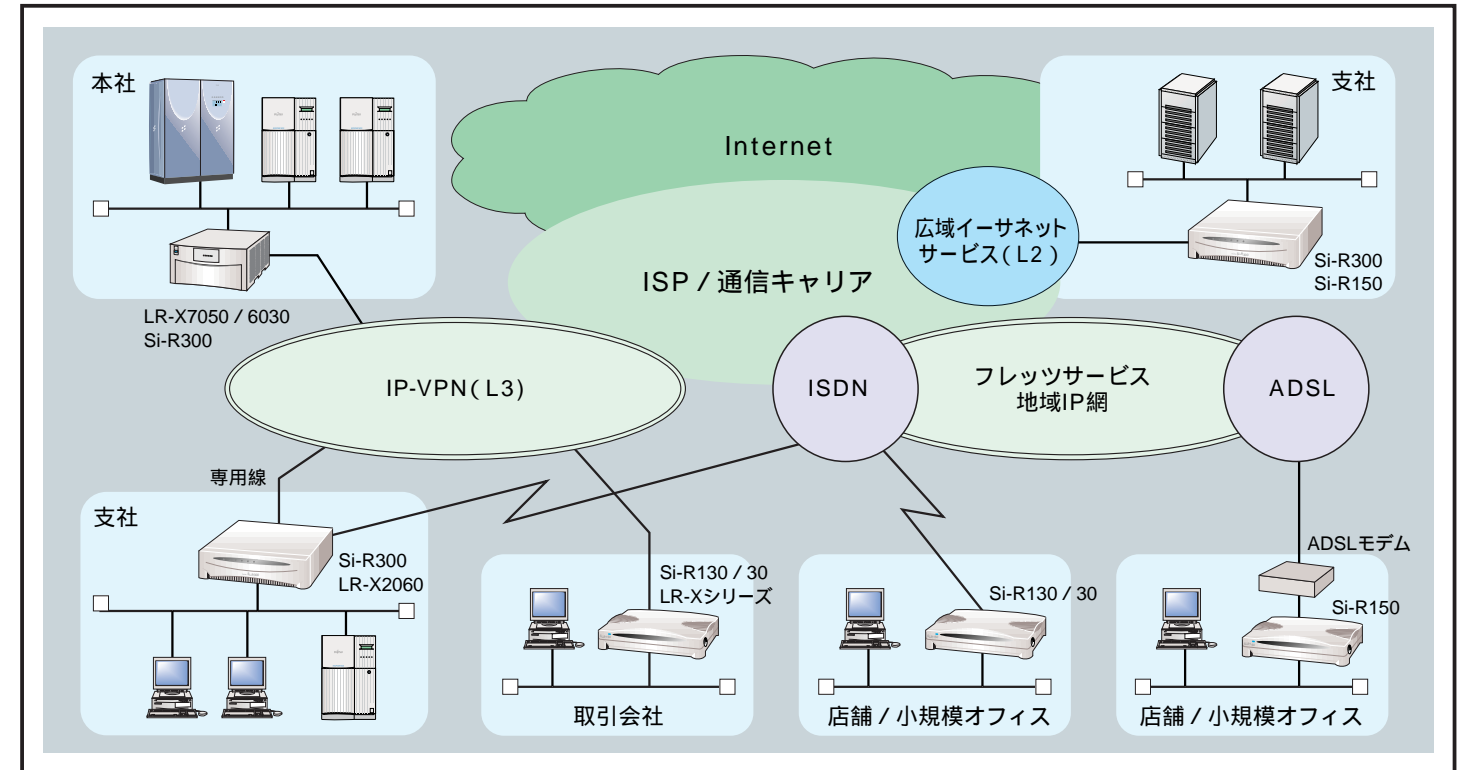 本社
LR-X7050 / 6030
Si-R300
Internet
ISP / 通信キャリア
広域イーサネット
サービス(L2)
支社
Si-R300
Si-R150
IP-VPN(L3)
ISDN
フレッツサービス
地域IP網
ADSL
専用線
支社
Si-R300
LR-X2060
Si-R130 / 30
LR-Xシリーズ
取引会社
Si-R130 / 30
店舗 / 小規模オフィス
ADSLモデム
Si-R150
店舗 / 小規模オフィス